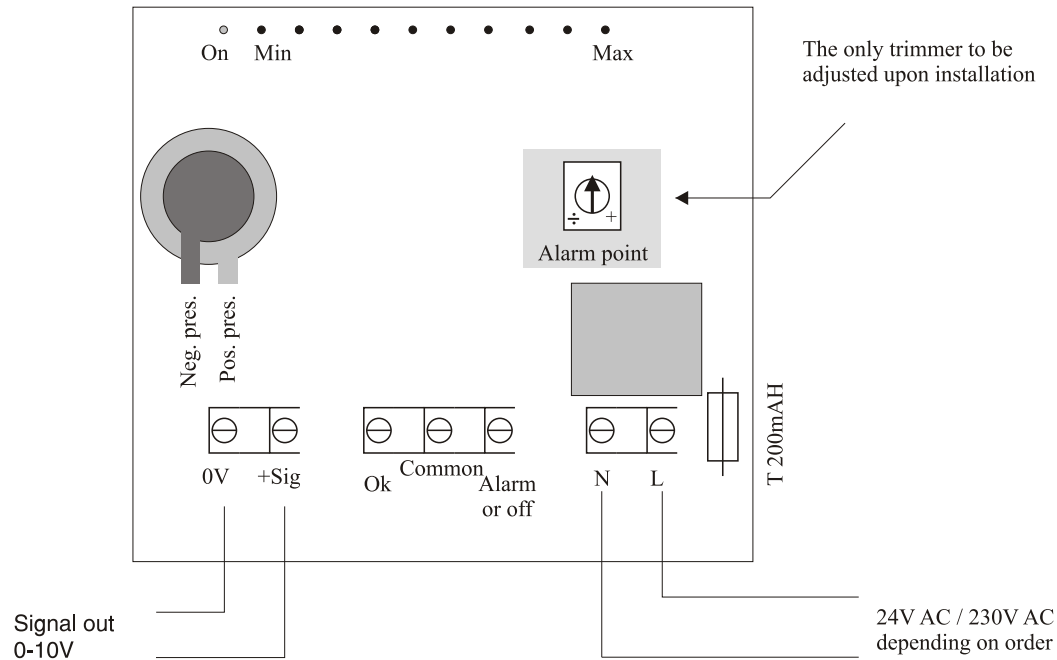 On Min Max
The only trimmer to be
adjusted upon installation
÷ +
Alarm point
Neg. pres.
Pos. pres.
T 200mAH
0V +Sig
Ok Common Alarm
or off
N L
Signal out
0-10V
24V AC / 230V AC
depending on order